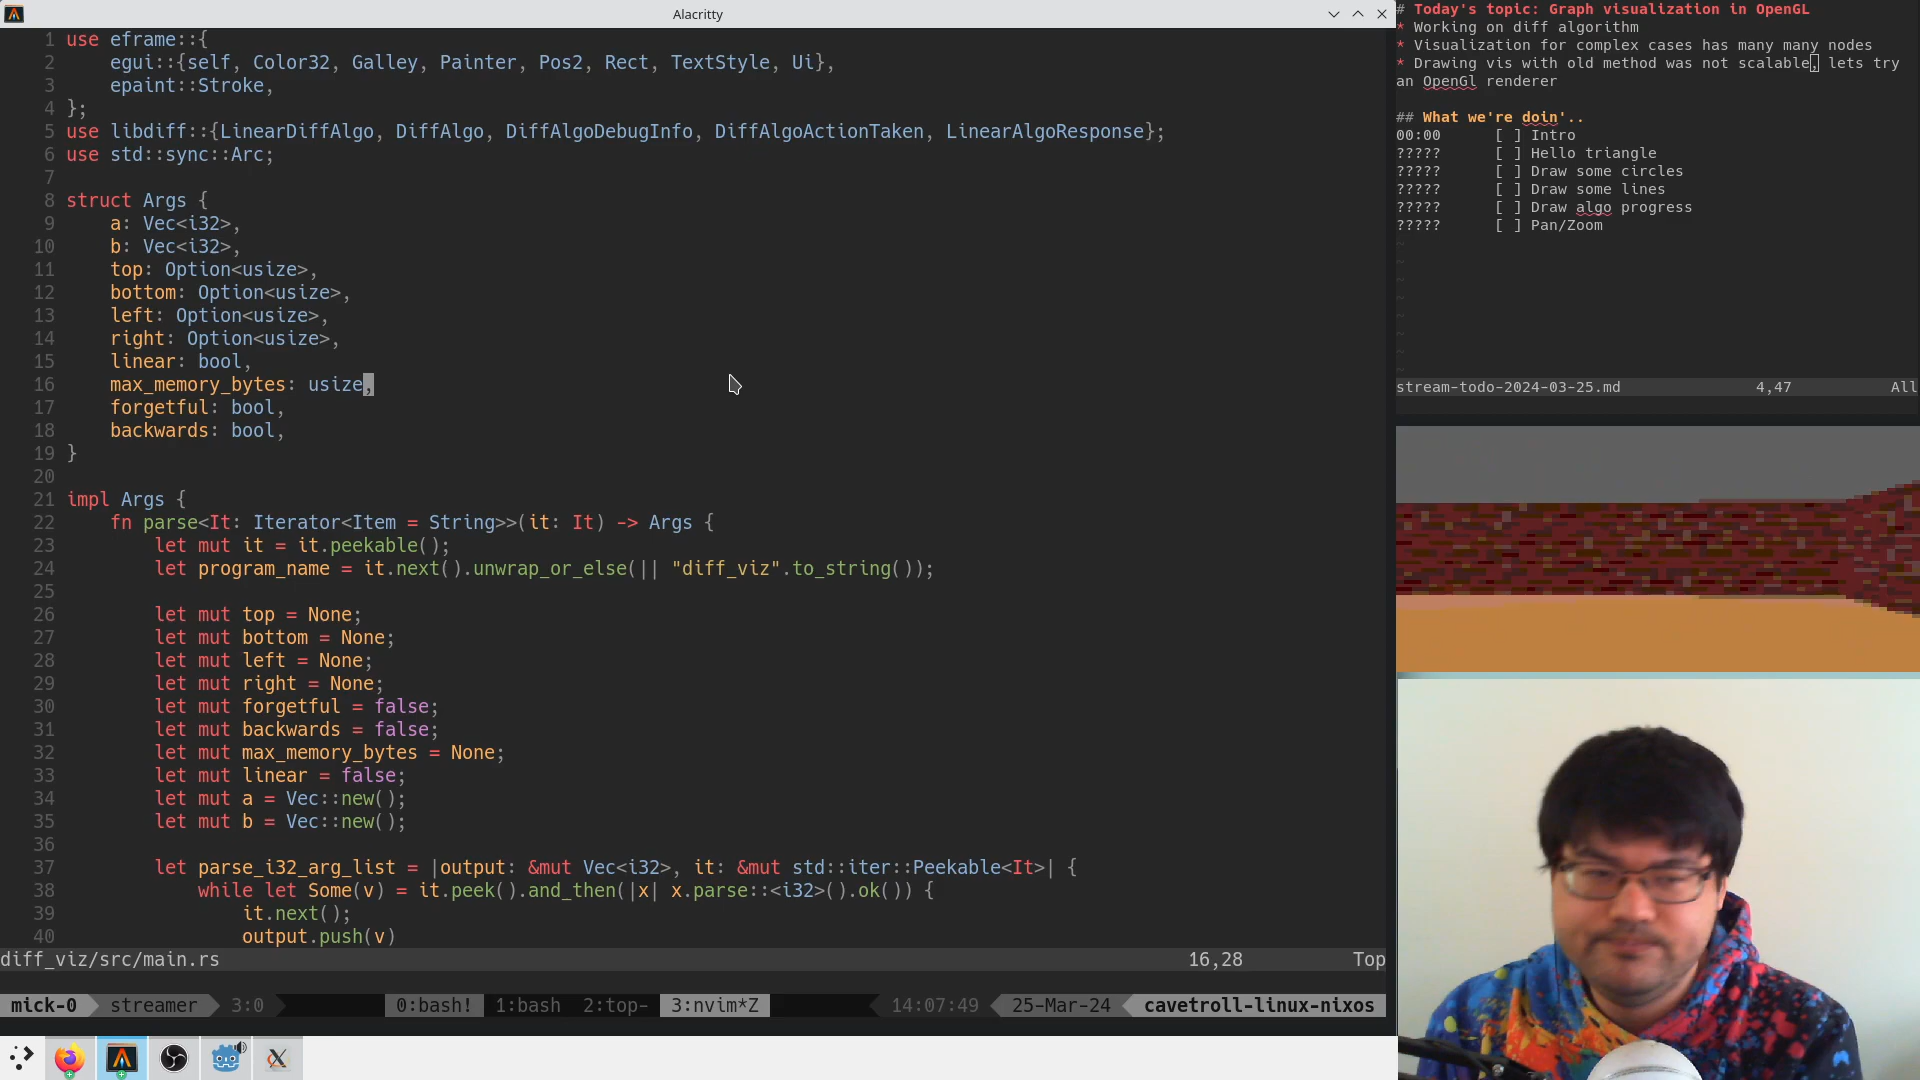 Alacritty
1 use eframe::{
2     egui::{self, Color32, Galley, Painter, Pos2, Rect, TextStyle, Ui},
3     epaint::Stroke,
4 };
5 use libdiff::{LinearDiffAlgo, DiffAlgo, DiffAlgoDebugInfo, DiffAlgoActionTaken, LinearAlgoResponse};
6 use std::sync::Arc;
7
8 struct Args {
9     a: Vec<i32>,
10     b: Vec<i32>,
11     top: Option<usize>,
12     bottom: Option<usize>,
13     left: Option<usize>,
14     right: Option<usize>,
15     linear: bool,
16     max_memory_bytes: usize,
17     forgetful: bool,
18     backwards: bool,
19 }
20
21 impl Args {
22     fn parse<It: Iterator<Item = String>>(it: It) -> Args {
23         let mut it = it.peekable();
24         let program_name = it.next().unwrap_or_else(|| "diff_viz".to_string());
25
26         let mut top = None;
27         let mut bottom = None;
28         let mut left = None;
29         let mut right = None;
30         let mut forgetful = false;
31         let mut backwards = false;
32         let mut max_memory_bytes = None;
33         let mut linear = false;
34         let mut a = Vec::new();
35         let mut b = Vec::new();
36
37         let parse_i32_arg_list = |output: &mut Vec<i32>, it: &mut std::iter::Peekable<It>| {
38             while let Some(v) = it.peek().and_then(|x| x.parse::<i32>().ok()) {
39                 it.next();
40                 output.push(v)
diff_viz/src/main.rs 16,28 Top
mick-0 streamer 3:0 0:bash! 1:bash 2:top- 3:nvim*Z 14:07:49 25-Mar-24 cavetroll-linux-nixos
# Today's topic: Graph visualization in OpenGL
* Working on diff algorithm
* Visualization for complex cases has many many nodes
* Drawing vis with old method was not scalable, lets try
an OpenGl renderer
## What we're doin'..
00:00 [ ] Intro
????? [ ] Hello triangle
????? [ ] Draw some circles
????? [ ] Draw some lines
????? [ ] Draw algo progress
????? [ ] Pan/Zoom
~
~
~
~
~
~
~
~
stream-todo-2024-03-25.md 4,47 All